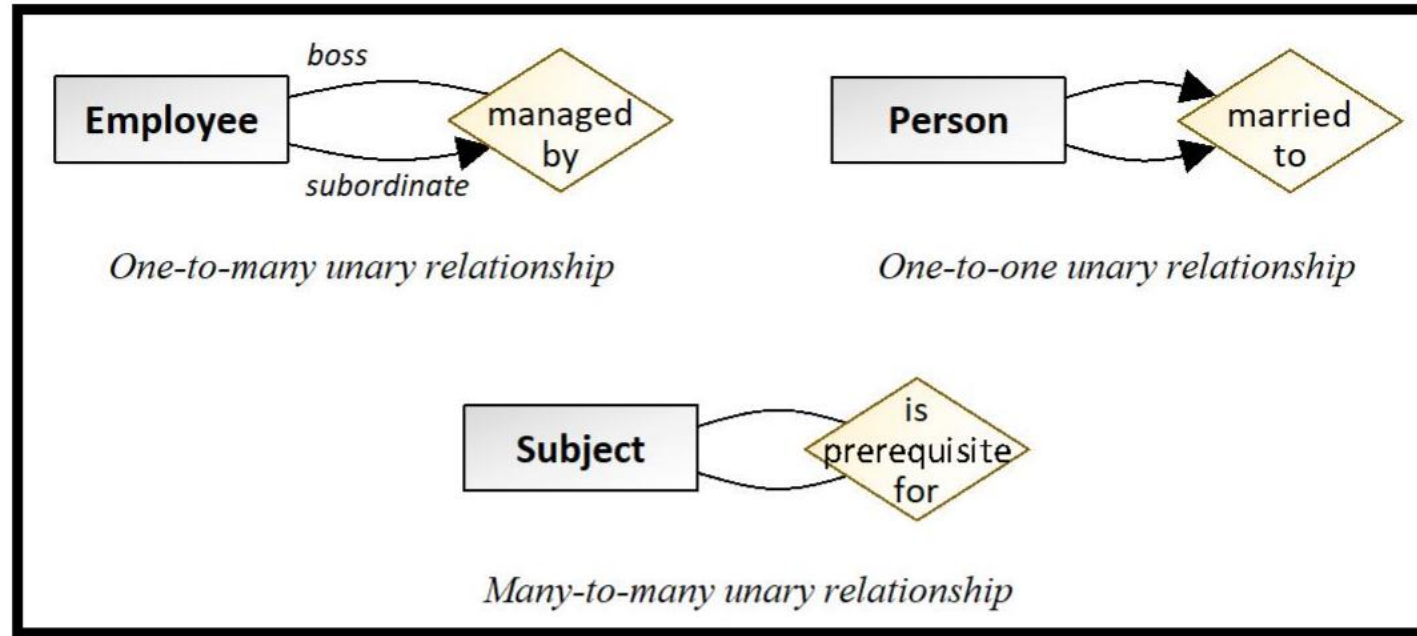 boss
Employee
managed
by
subordinate
One-to-many unary relationship
Person
married
to
One-to-one unary relationship
Subject
is
prerequisite
for
Many-to-many unary relationship